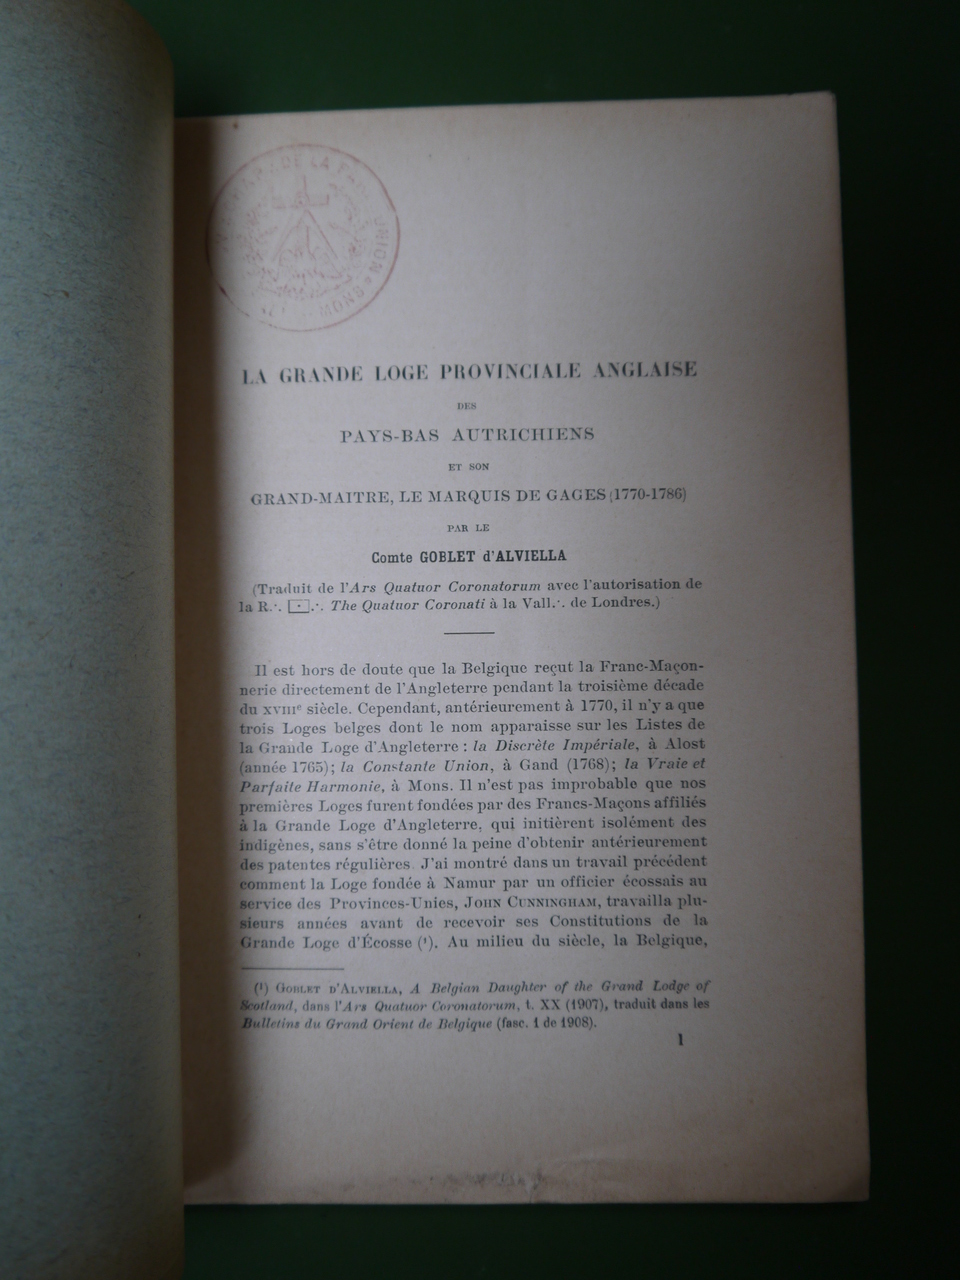 DE LA PAR UNION
MONS
LA GRANDE LOGE PROVINCIALE ANGLAISE
DES
PAYS-BAS AUTRICHIENS
ET SON
GRAND-MAITRE, LE MARQUIS DE GAGES (1770-1786)
PAR LE
Comte GOBLET d'ALVIELLA
(Traduit de l'Ars Quatuor Coronatorum avec l'autorisation de
la R.·. [·].·. The Quatuor Coronati à la Vall.·. de Londres.)
Il est hors de doute que la Belgique reçut la Franc-Maçon-
nerie directement de l'Angleterre pendant la troisième décade
du XVIIIe siècle. Cependant, antérieurement à 1770, il n'y a que
trois Loges belges dont le nom apparaisse sur les Listes de
la Grande Loge d'Angleterre : la Discrète Impériale, à Alost
(année 1765); la Constante Union, à Gand (1768); la Vraie et
Parfaite Harmonie, à Mons. Il n'est pas improbable que nos
premières Loges furent fondées par des Francs-Maçons affiliés
à la Grande Loge d'Angleterre, qui initièrent isolément des
indigènes, sans s'être donné la peine d'obtenir antérieurement
des patentes régulières. J'ai montré dans un travail précédent
comment la Loge fondée à Namur par un officier écossais au
service des Provinces-Unies, JOHN CUNNINGHAM, travailla plu-
sieurs années avant de recevoir ses Constitutions de la
Grande Loge d'Écosse (1). Au milieu du siècle, la Belgique,
(1) GOBLET D'ALVIELLA, A Belgian Daughter of the Grand Lodge of
Scotland, dans l'Ars Quatuor Coronatorum, t. XX (1907), traduit dans les
Bulletins du Grand Orient de Belgique (fasc. 1 de 1908).
1